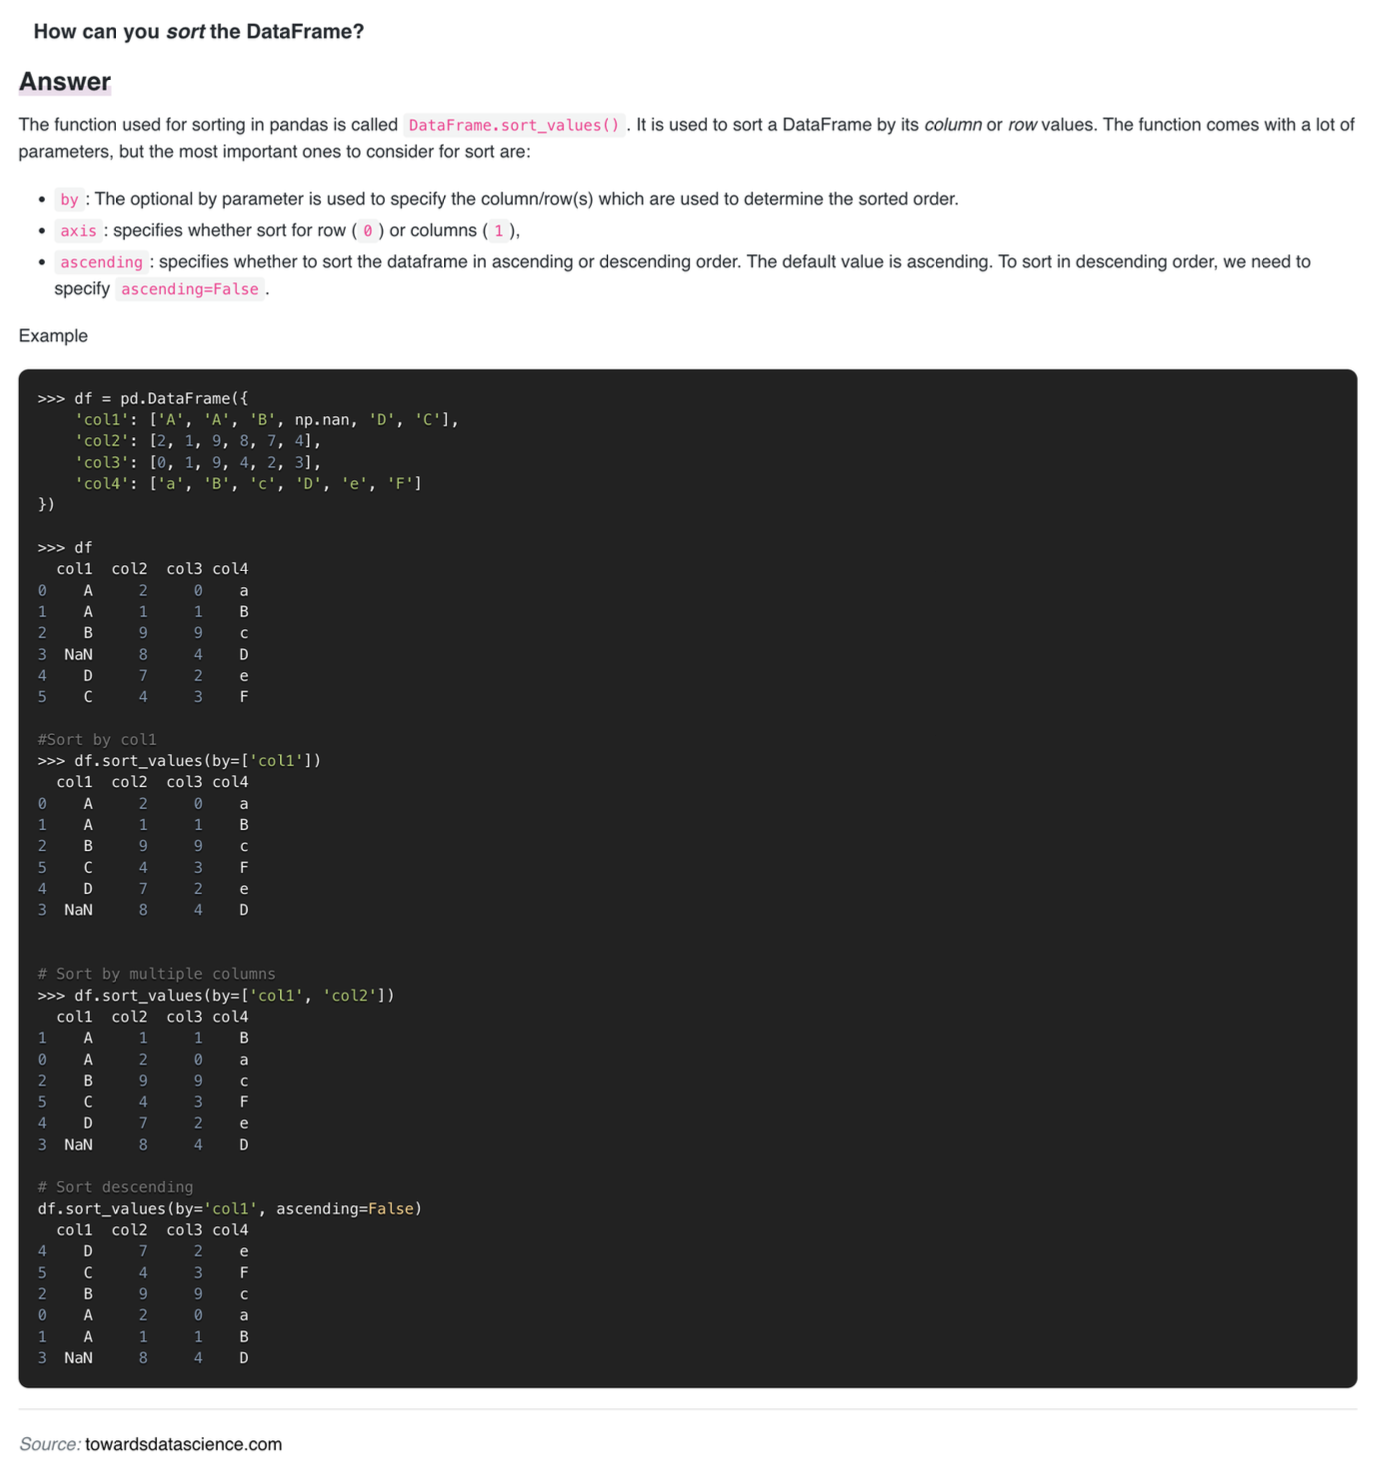 How can you sort the DataFrame?
Answer
The function used for sorting in pandas is called DataFrame.sort_values() . It is used to sort a DataFrame by its column or row values. The function comes with a lot of
parameters, but the most important ones to consider for sort are:
• by : The optional by parameter is used to specify the column/row(s) which are used to determine the sorted order.
• axis : specifies whether sort for row ( 0 ) or columns ( 1 ),
• ascending : specifies whether to sort the dataframe in ascending or descending order. The default value is ascending. To sort in descending order, we need to
specify ascending=False .
Example
>>> df = pd.DataFrame({
    'col1': ['A', 'A', 'B', np.nan, 'D', 'C'],
    'col2': [2, 1, 9, 8, 7, 4],
    'col3': [0, 1, 9, 4, 2, 3],
    'col4': ['a', 'B', 'c', 'D', 'e', 'F']
})
>>> df
  col1  col2  col3 col4
0    A     2     0    a
1    A     1     1    B
2    B     9     9    c
3  NaN     8     4    D
4    D     7     2    e
5    C     4     3    F
#Sort by col1
>>> df.sort_values(by=['col1'])
  col1  col2  col3 col4
0    A     2     0    a
1    A     1     1    B
2    B     9     9    c
5    C     4     3    F
4    D     7     2    e
3  NaN     8     4    D
# Sort by multiple columns
>>> df.sort_values(by=['col1', 'col2'])
  col1  col2  col3 col4
1    A     1     1    B
0    A     2     0    a
2    B     9     9    c
5    C     4     3    F
4    D     7     2    e
3  NaN     8     4    D
# Sort descending
df.sort_values(by='col1', ascending=False)
  col1  col2  col3 col4
4    D     7     2    e
5    C     4     3    F
2    B     9     9    c
0    A     2     0    a
1    A     1     1    B
3  NaN     8     4    D
Source: towardsdatascience.com